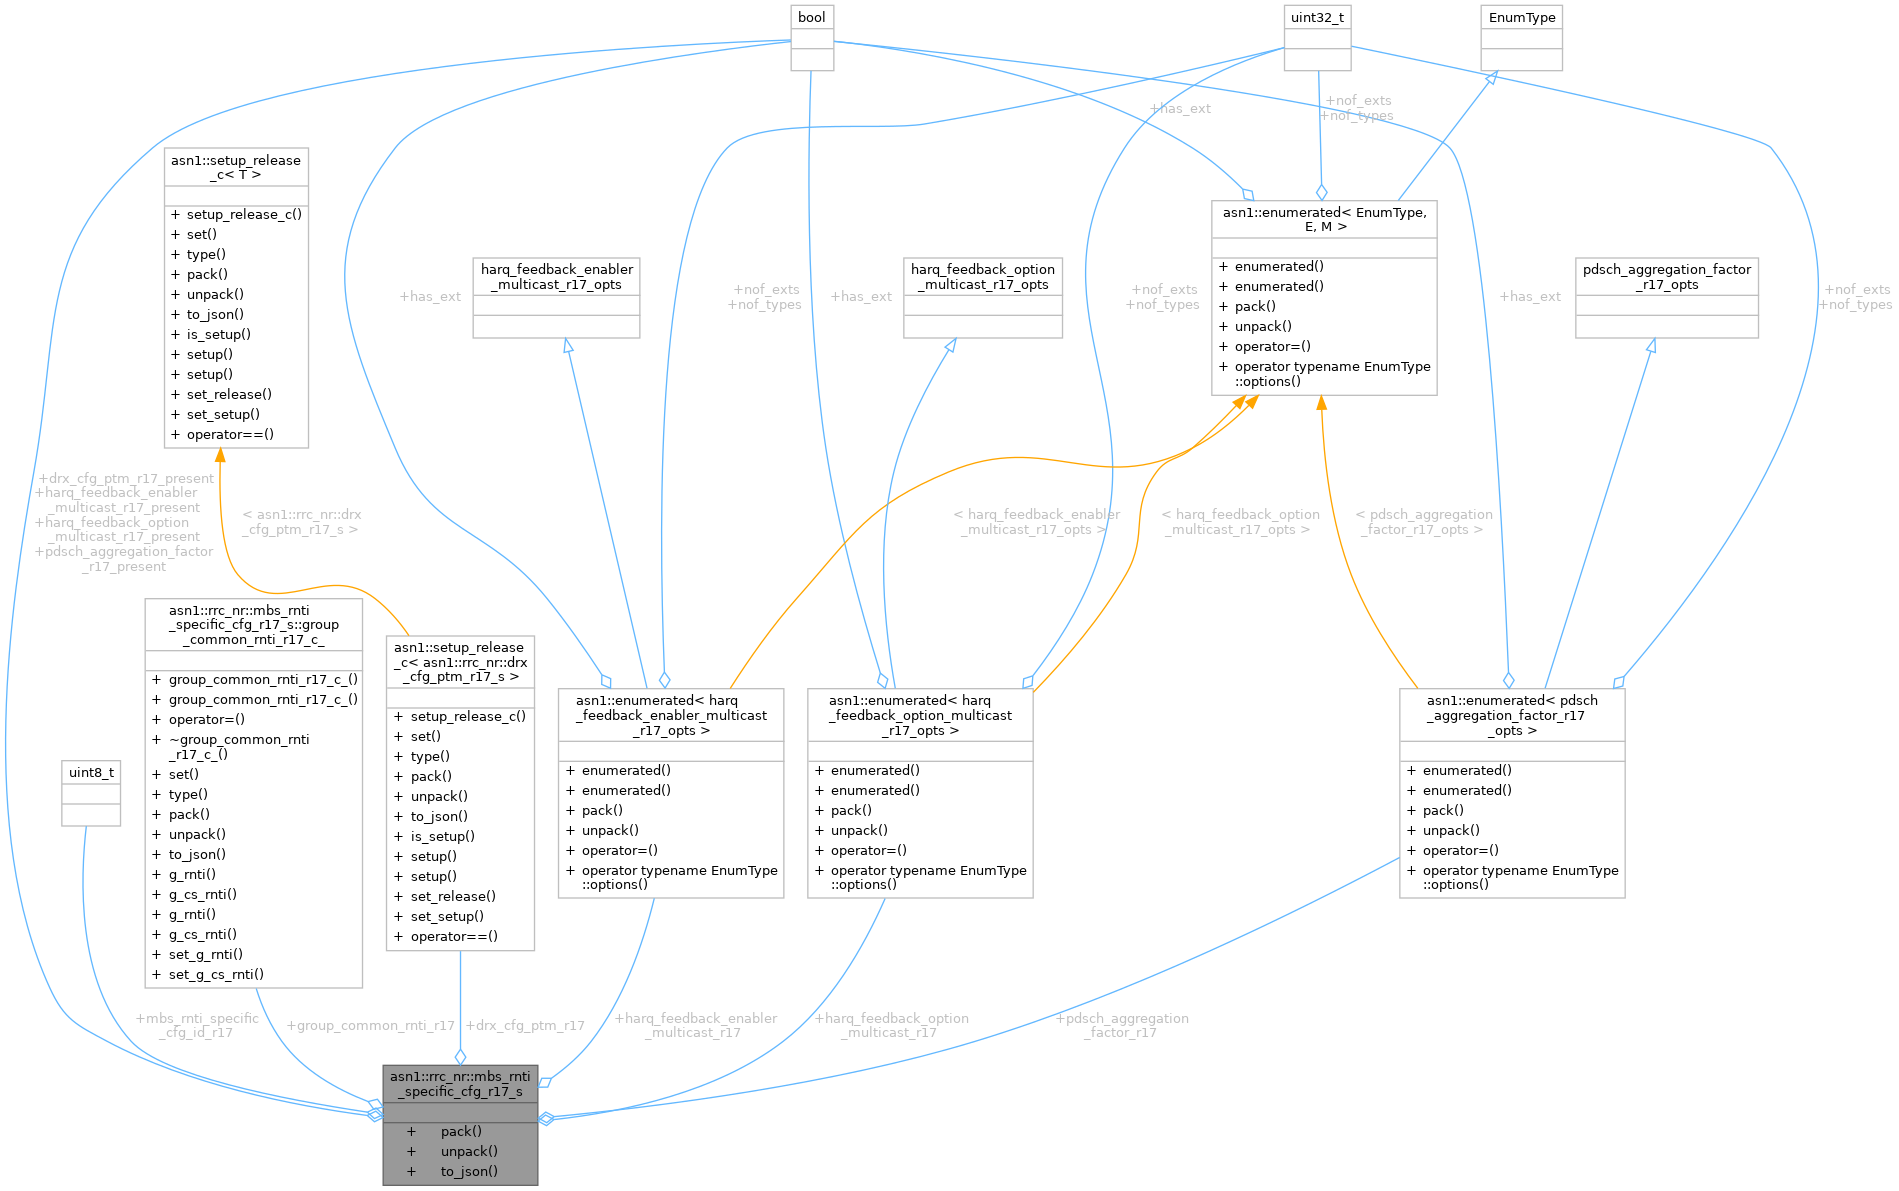 bool
uint32_t
EnumType
+has_ext
+nof_exts
+nof_types
asn1::setup_release
_c< T >
+ setup_release_c()
+ set()
+ type()
+ pack()
+ unpack()
+ to_json()
+ is_setup()
+ setup()
+ setup()
+ set_release()
+ set_setup()
+ operator==()
asn1::enumerated< EnumType,
E, M >
+ enumerated()
+ enumerated()
+ pack()
+ unpack()
+ operator=()
+ operator typename EnumType
::options()
+has_ext
harq_feedback_enabler
_multicast_r17_opts
+nof_exts
+nof_types
+has_ext
harq_feedback_option
_multicast_r17_opts
+nof_exts
+nof_types
+has_ext
pdsch_aggregation_factor
_r17_opts
+nof_exts
+nof_types
+drx_cfg_ptm_r17_present
+harq_feedback_enabler
_multicast_r17_present
+harq_feedback_option
_multicast_r17_present
+pdsch_aggregation_factor
_r17_present
< asn1::rrc_nr::drx
_cfg_ptm_r17_s >
< harq_feedback_enabler
_multicast_r17_opts >
< harq_feedback_option
_multicast_r17_opts >
< pdsch_aggregation
_factor_r17_opts >
uint8_t
asn1::rrc_nr::mbs_rnti
_specific_cfg_r17_s::group
_common_rnti_r17_c_
+ group_common_rnti_r17_c_()
+ group_common_rnti_r17_c_()
+ operator=()
+ ~group_common_rnti
_r17_c_()
+ set()
+ type()
+ pack()
+ unpack()
+ to_json()
+ g_rnti()
+ g_cs_rnti()
+ g_rnti()
+ g_cs_rnti()
+ set_g_rnti()
+ set_g_cs_rnti()
asn1::setup_release
_c< asn1::rrc_nr::drx
_cfg_ptm_r17_s >
+ setup_release_c()
+ set()
+ type()
+ pack()
+ unpack()
+ to_json()
+ is_setup()
+ setup()
+ setup()
+ set_release()
+ set_setup()
+ operator==()
asn1::enumerated< harq
_feedback_enabler_multicast
_r17_opts >
+ enumerated()
+ enumerated()
+ pack()
+ unpack()
+ operator=()
+ operator typename EnumType
::options()
asn1::enumerated< harq
_feedback_option_multicast
_r17_opts >
+ enumerated()
+ enumerated()
+ pack()
+ unpack()
+ operator=()
+ operator typename EnumType
::options()
asn1::enumerated< pdsch
_aggregation_factor_r17
_opts >
+ enumerated()
+ enumerated()
+ pack()
+ unpack()
+ operator=()
+ operator typename EnumType
::options()
+mbs_rnti_specific
_cfg_id_r17
+group_common_rnti_r17
+drx_cfg_ptm_r17
+harq_feedback_enabler
_multicast_r17
+harq_feedback_option
_multicast_r17
+pdsch_aggregation
_factor_r17
asn1::rrc_nr::mbs_rnti
_specific_cfg_r17_s
+ pack()
+ unpack()
+ to_json()